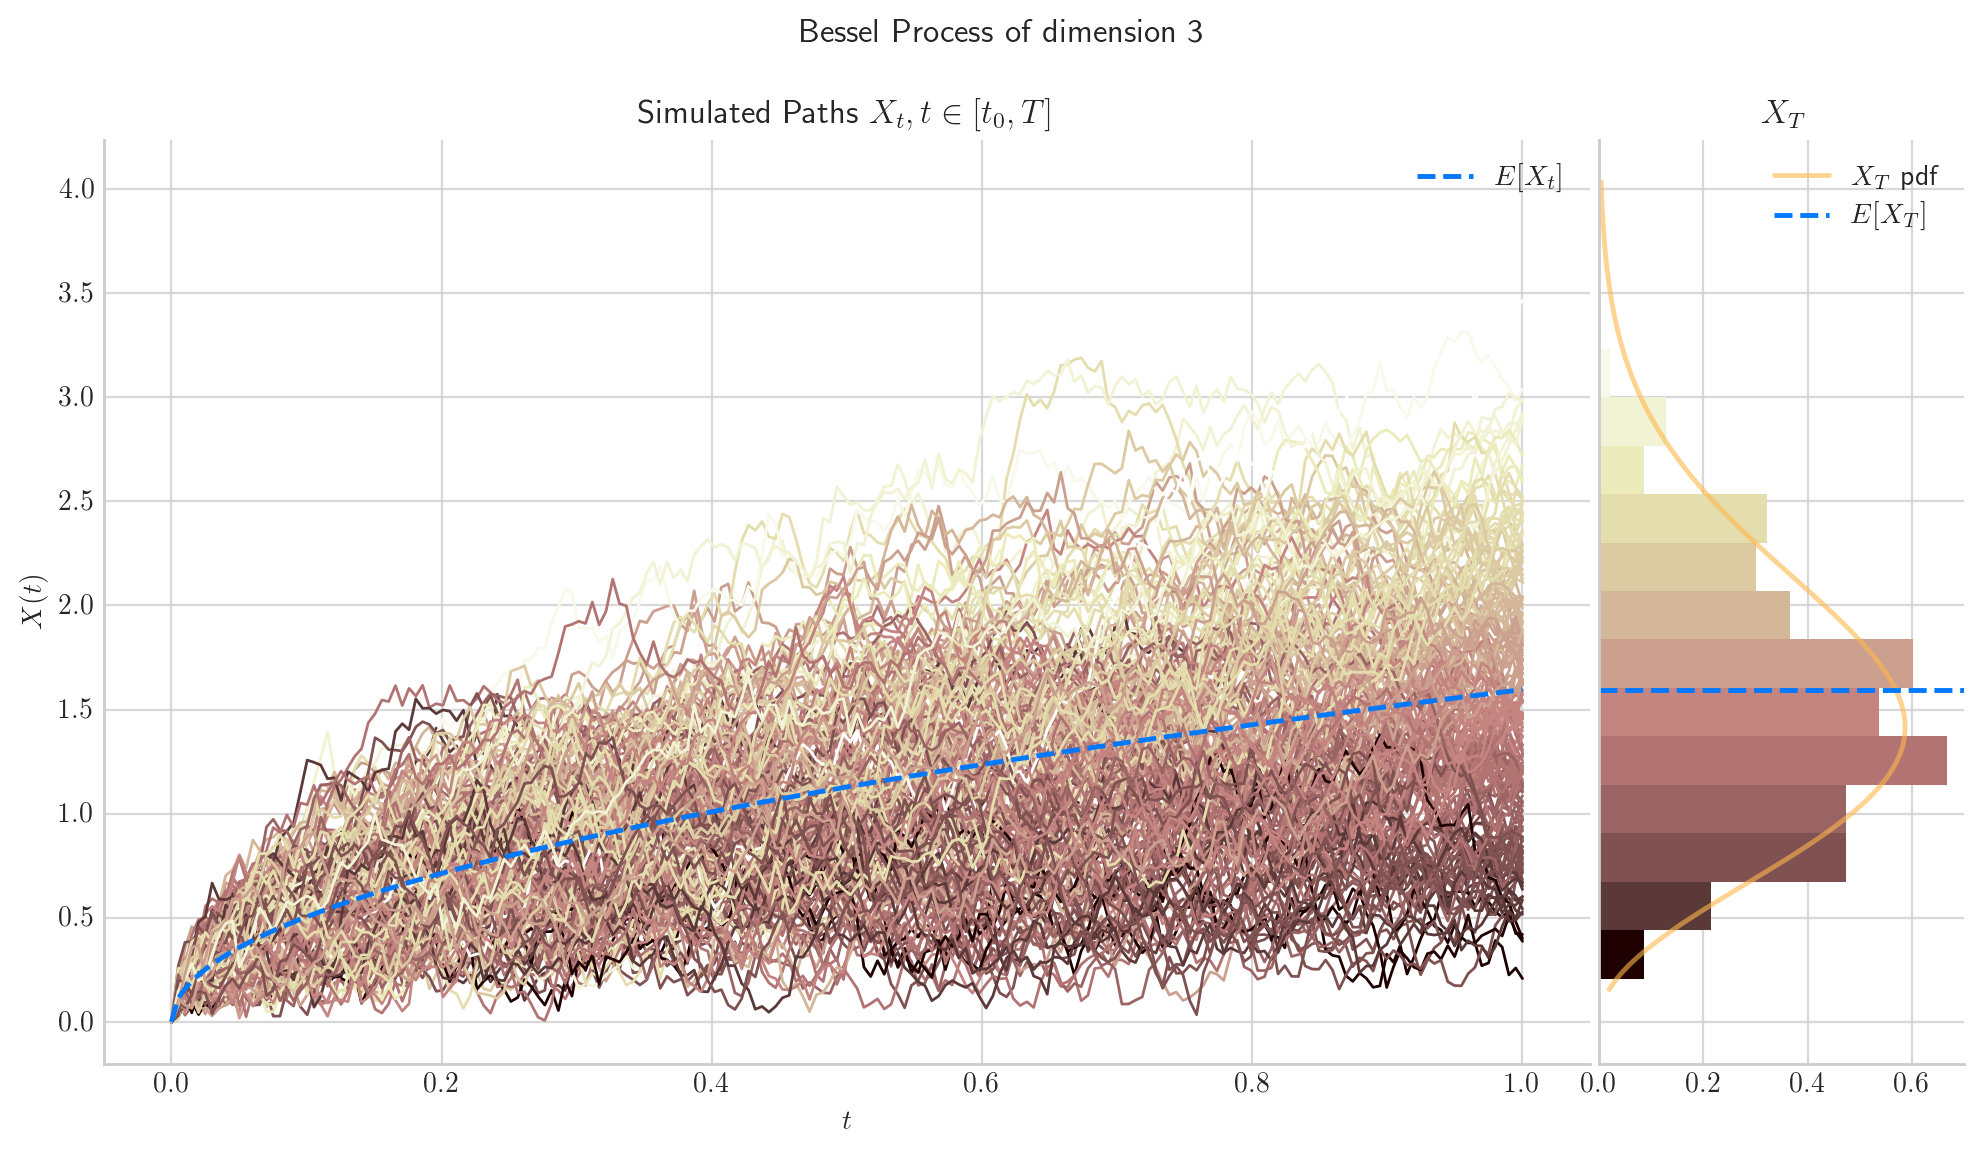 Bessel Process of dimension 3
Simulated Paths $X_t, t \in [t_0, T]$
$X_T$
$E[X_t]$
$X_T$ pdf
$E[X_T]$
4.0
3.5
3.0
2.5
2.0
1.5
1.0
0.5
0.0
$X(t)$
0.0 0.2 0.4 0.6 0.8 1.0
$t$
0.0 0.2 0.4 0.6